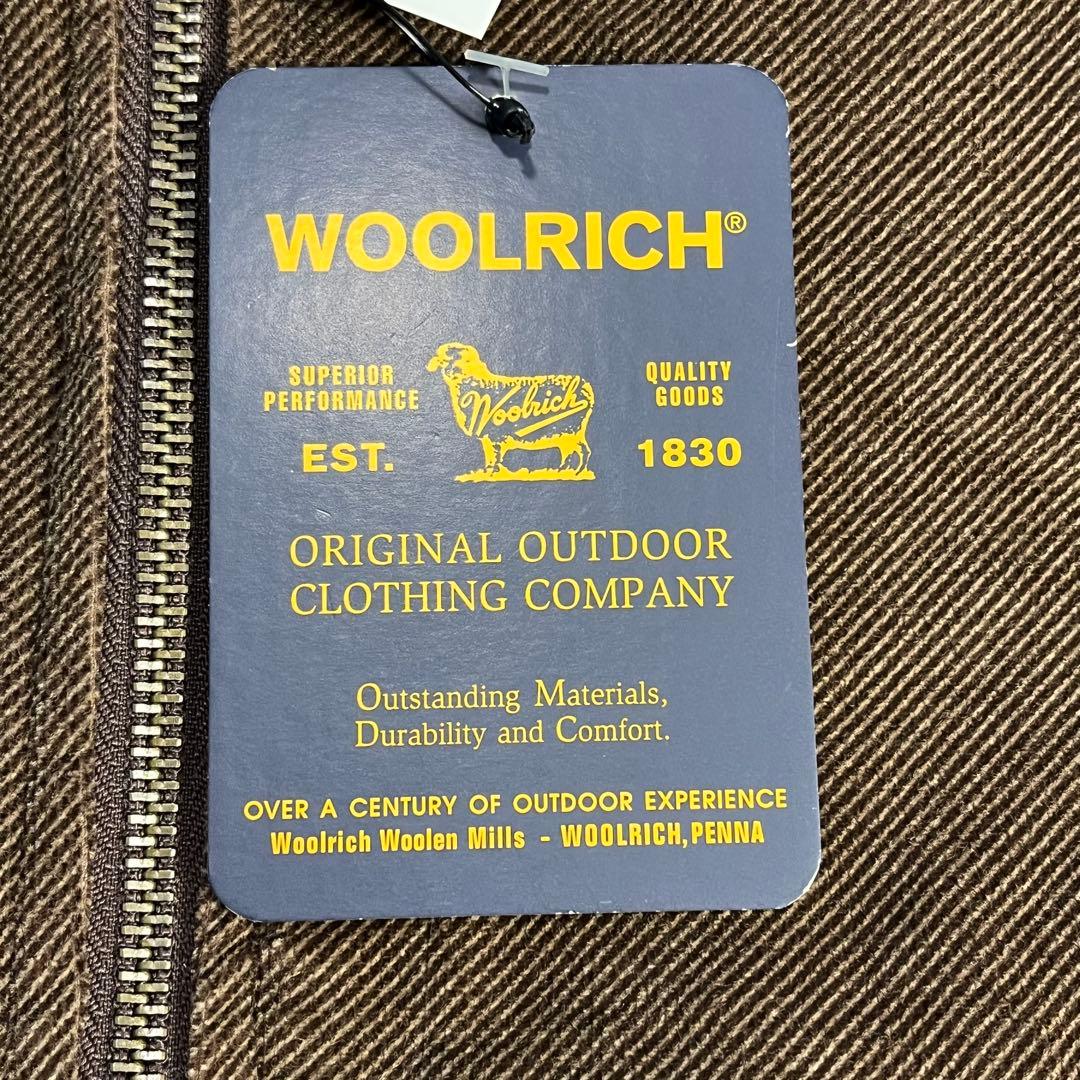 WOOLRICH®
SUPERIOR
PERFORMANCE
Woolrich
QUALITY
GOODS
EST.
1830
ORIGINAL OUTDOOR
CLOTHING COMPANY
Outstanding Materials,
Durability and Comfort.
OVER A CENTURY OF OUTDOOR EXPERIENCE
Woolrich Woolen Mills - WOOLRICH, PENNA